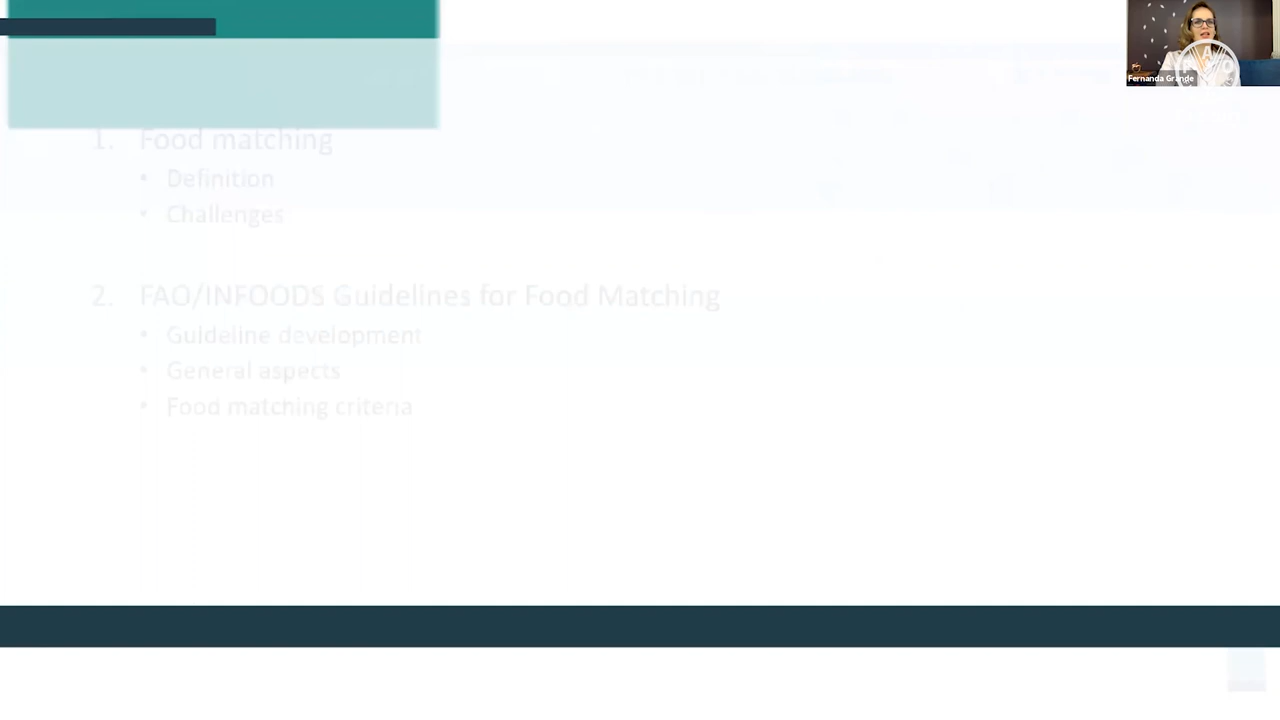 Fernanda Grande
1. Food matching
• Definition
• Challenges
2. FAO/INFOODS Guidelines for Food Matching
• Guideline development
• General aspects
• Food matching criteria